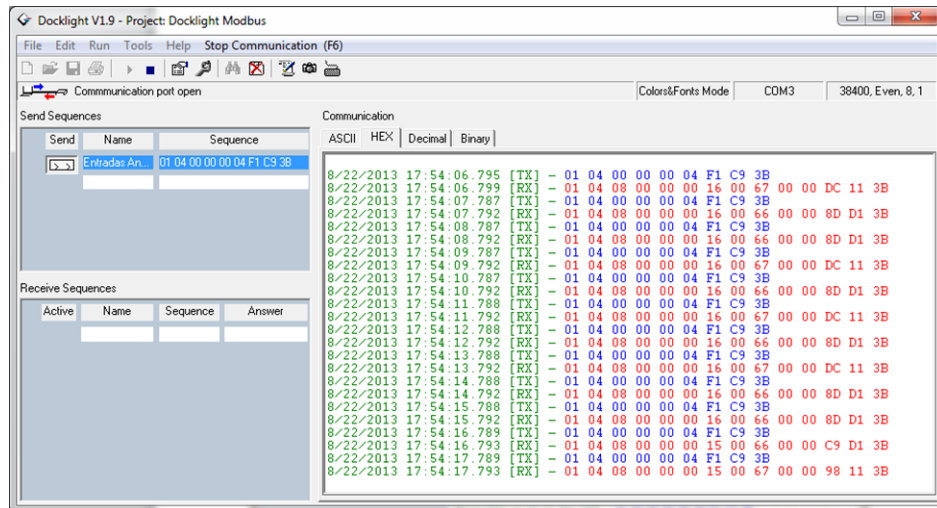 Docklight V1.9 - Project: Docklight Modbus
File Edit Run Tools Help Stop Communication (F6)
Commmunication port open Colors&Fonts Mode COM3 38400, Even, 8, 1
Send Sequences
Send Name Sequence
Entradas An... 01 04 00 00 00 04 F1 C9 3B
Receive Sequences
Active Name Sequence Answer
Communication
ASCII HEX Decimal Binary
8/22/2013 17:54:06.795 [TX] - 01 04 00 00 00 04 F1 C9 3B
8/22/2013 17:54:06.799 [RX] - 01 04 08 00 00 00 16 00 67 00 00 DC 11 3B
8/22/2013 17:54:07.787 [TX] - 01 04 00 00 00 04 F1 C9 3B
8/22/2013 17:54:07.792 [RX] - 01 04 08 00 00 00 16 00 66 00 00 8D D1 3B
8/22/2013 17:54:08.787 [TX] - 01 04 00 00 00 04 F1 C9 3B
8/22/2013 17:54:08.792 [RX] - 01 04 08 00 00 00 16 00 66 00 00 8D D1 3B
8/22/2013 17:54:09.787 [TX] - 01 04 00 00 00 04 F1 C9 3B
8/22/2013 17:54:09.792 [RX] - 01 04 08 00 00 00 16 00 67 00 00 DC 11 3B
8/22/2013 17:54:10.787 [TX] - 01 04 00 00 00 04 F1 C9 3B
8/22/2013 17:54:10.792 [RX] - 01 04 08 00 00 00 16 00 66 00 00 8D D1 3B
8/22/2013 17:54:11.788 [TX] - 01 04 00 00 00 04 F1 C9 3B
8/22/2013 17:54:11.792 [RX] - 01 04 08 00 00 00 16 00 67 00 00 DC 11 3B
8/22/2013 17:54:12.788 [TX] - 01 04 00 00 00 04 F1 C9 3B
8/22/2013 17:54:12.792 [RX] - 01 04 08 00 00 00 16 00 66 00 00 8D D1 3B
8/22/2013 17:54:13.788 [TX] - 01 04 00 00 00 04 F1 C9 3B
8/22/2013 17:54:13.792 [RX] - 01 04 08 00 00 00 16 00 67 00 00 DC 11 3B
8/22/2013 17:54:14.788 [TX] - 01 04 00 00 00 04 F1 C9 3B
8/22/2013 17:54:14.792 [RX] - 01 04 08 00 00 00 16 00 66 00 00 8D D1 3B
8/22/2013 17:54:15.788 [TX] - 01 04 00 00 00 04 F1 C9 3B
8/22/2013 17:54:15.792 [RX] - 01 04 08 00 00 00 16 00 66 00 00 8D D1 3B
8/22/2013 17:54:16.789 [TX] - 01 04 00 00 00 04 F1 C9 3B
8/22/2013 17:54:16.793 [RX] - 01 04 08 00 00 00 15 00 66 00 00 C9 D1 3B
8/22/2013 17:54:17.789 [TX] - 01 04 00 00 00 04 F1 C9 3B
8/22/2013 17:54:17.793 [RX] - 01 04 08 00 00 00 15 00 67 00 00 98 11 3B